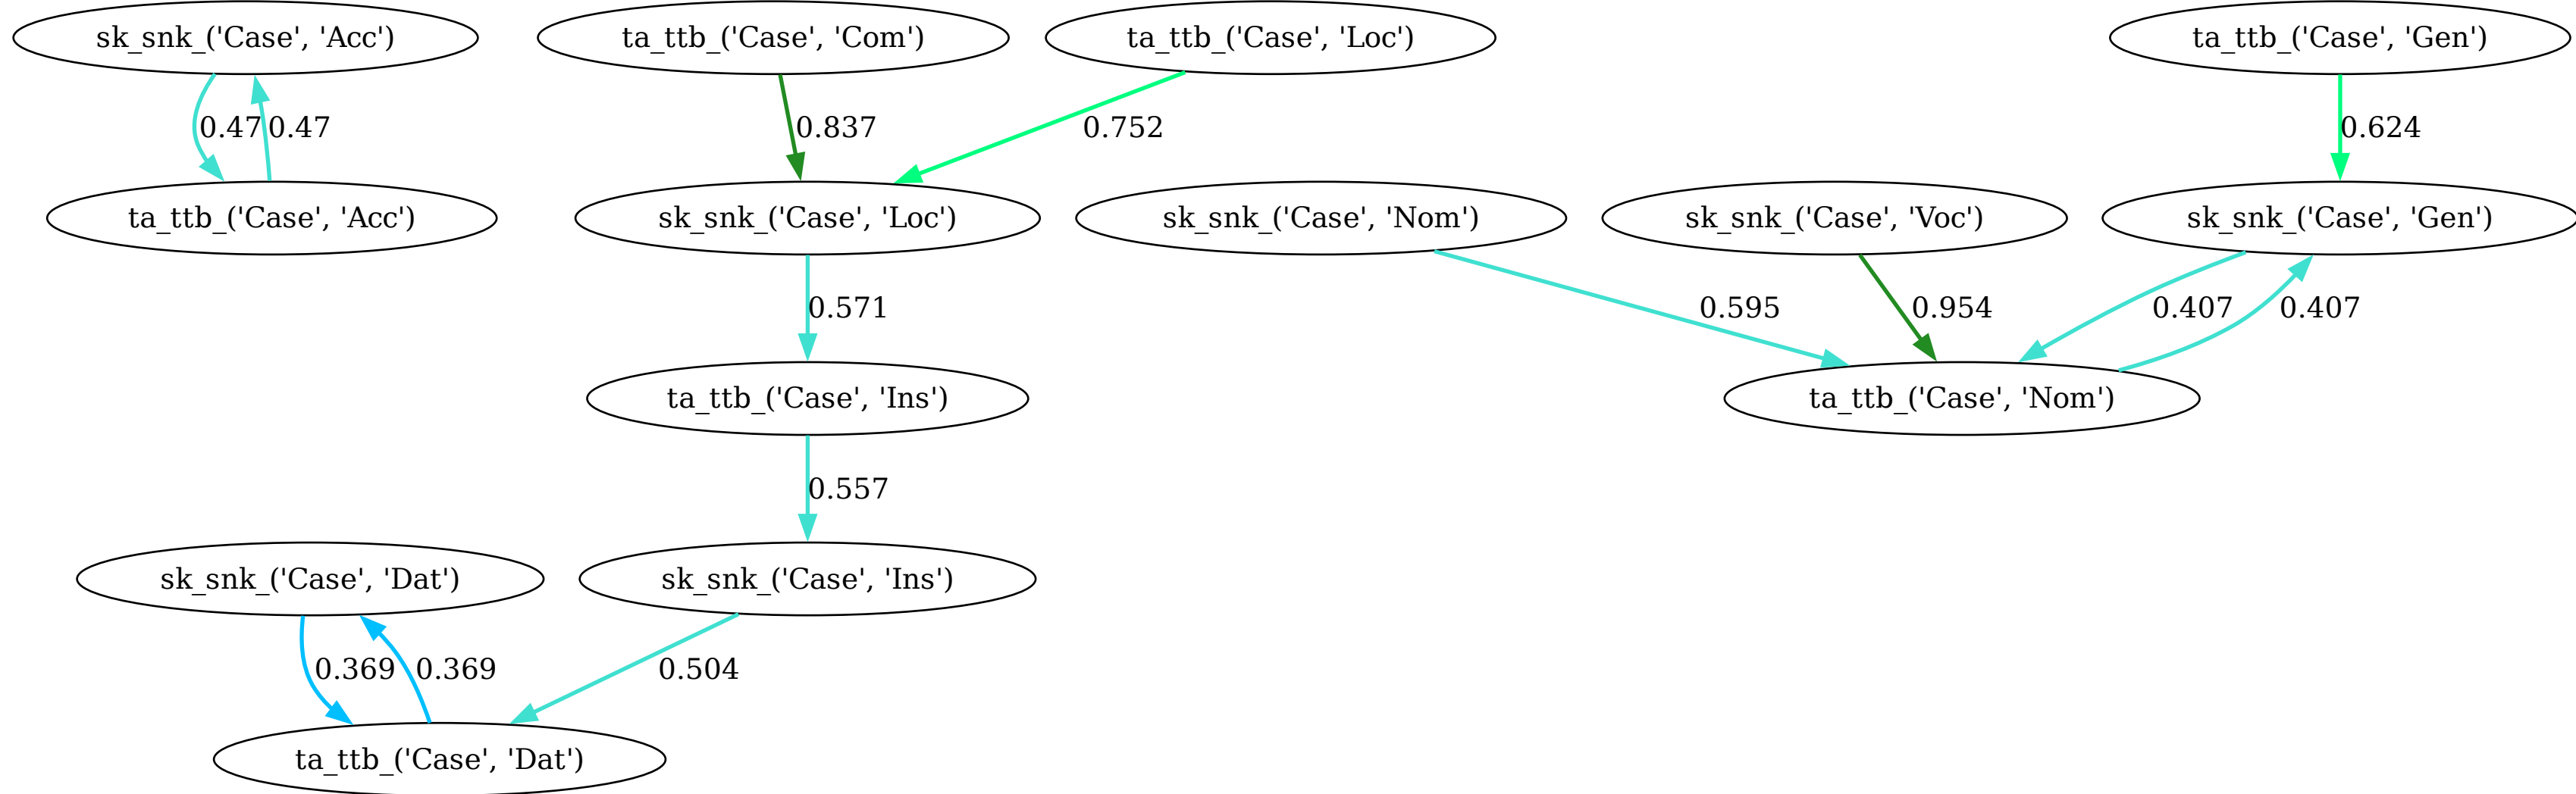 sk_snk_('Case', 'Acc')
ta_ttb_('Case', 'Com')
ta_ttb_('Case', 'Loc')
ta_ttb_('Case', 'Gen')
0.47
0.47
0.837
0.752
0.624
ta_ttb_('Case', 'Acc')
sk_snk_('Case', 'Loc')
sk_snk_('Case', 'Nom')
sk_snk_('Case', 'Voc')
sk_snk_('Case', 'Gen')
0.571
0.595
0.954
0.407
0.407
ta_ttb_('Case', 'Ins')
ta_ttb_('Case', 'Nom')
0.557
sk_snk_('Case', 'Dat')
sk_snk_('Case', 'Ins')
0.369
0.369
0.504
ta_ttb_('Case', 'Dat')